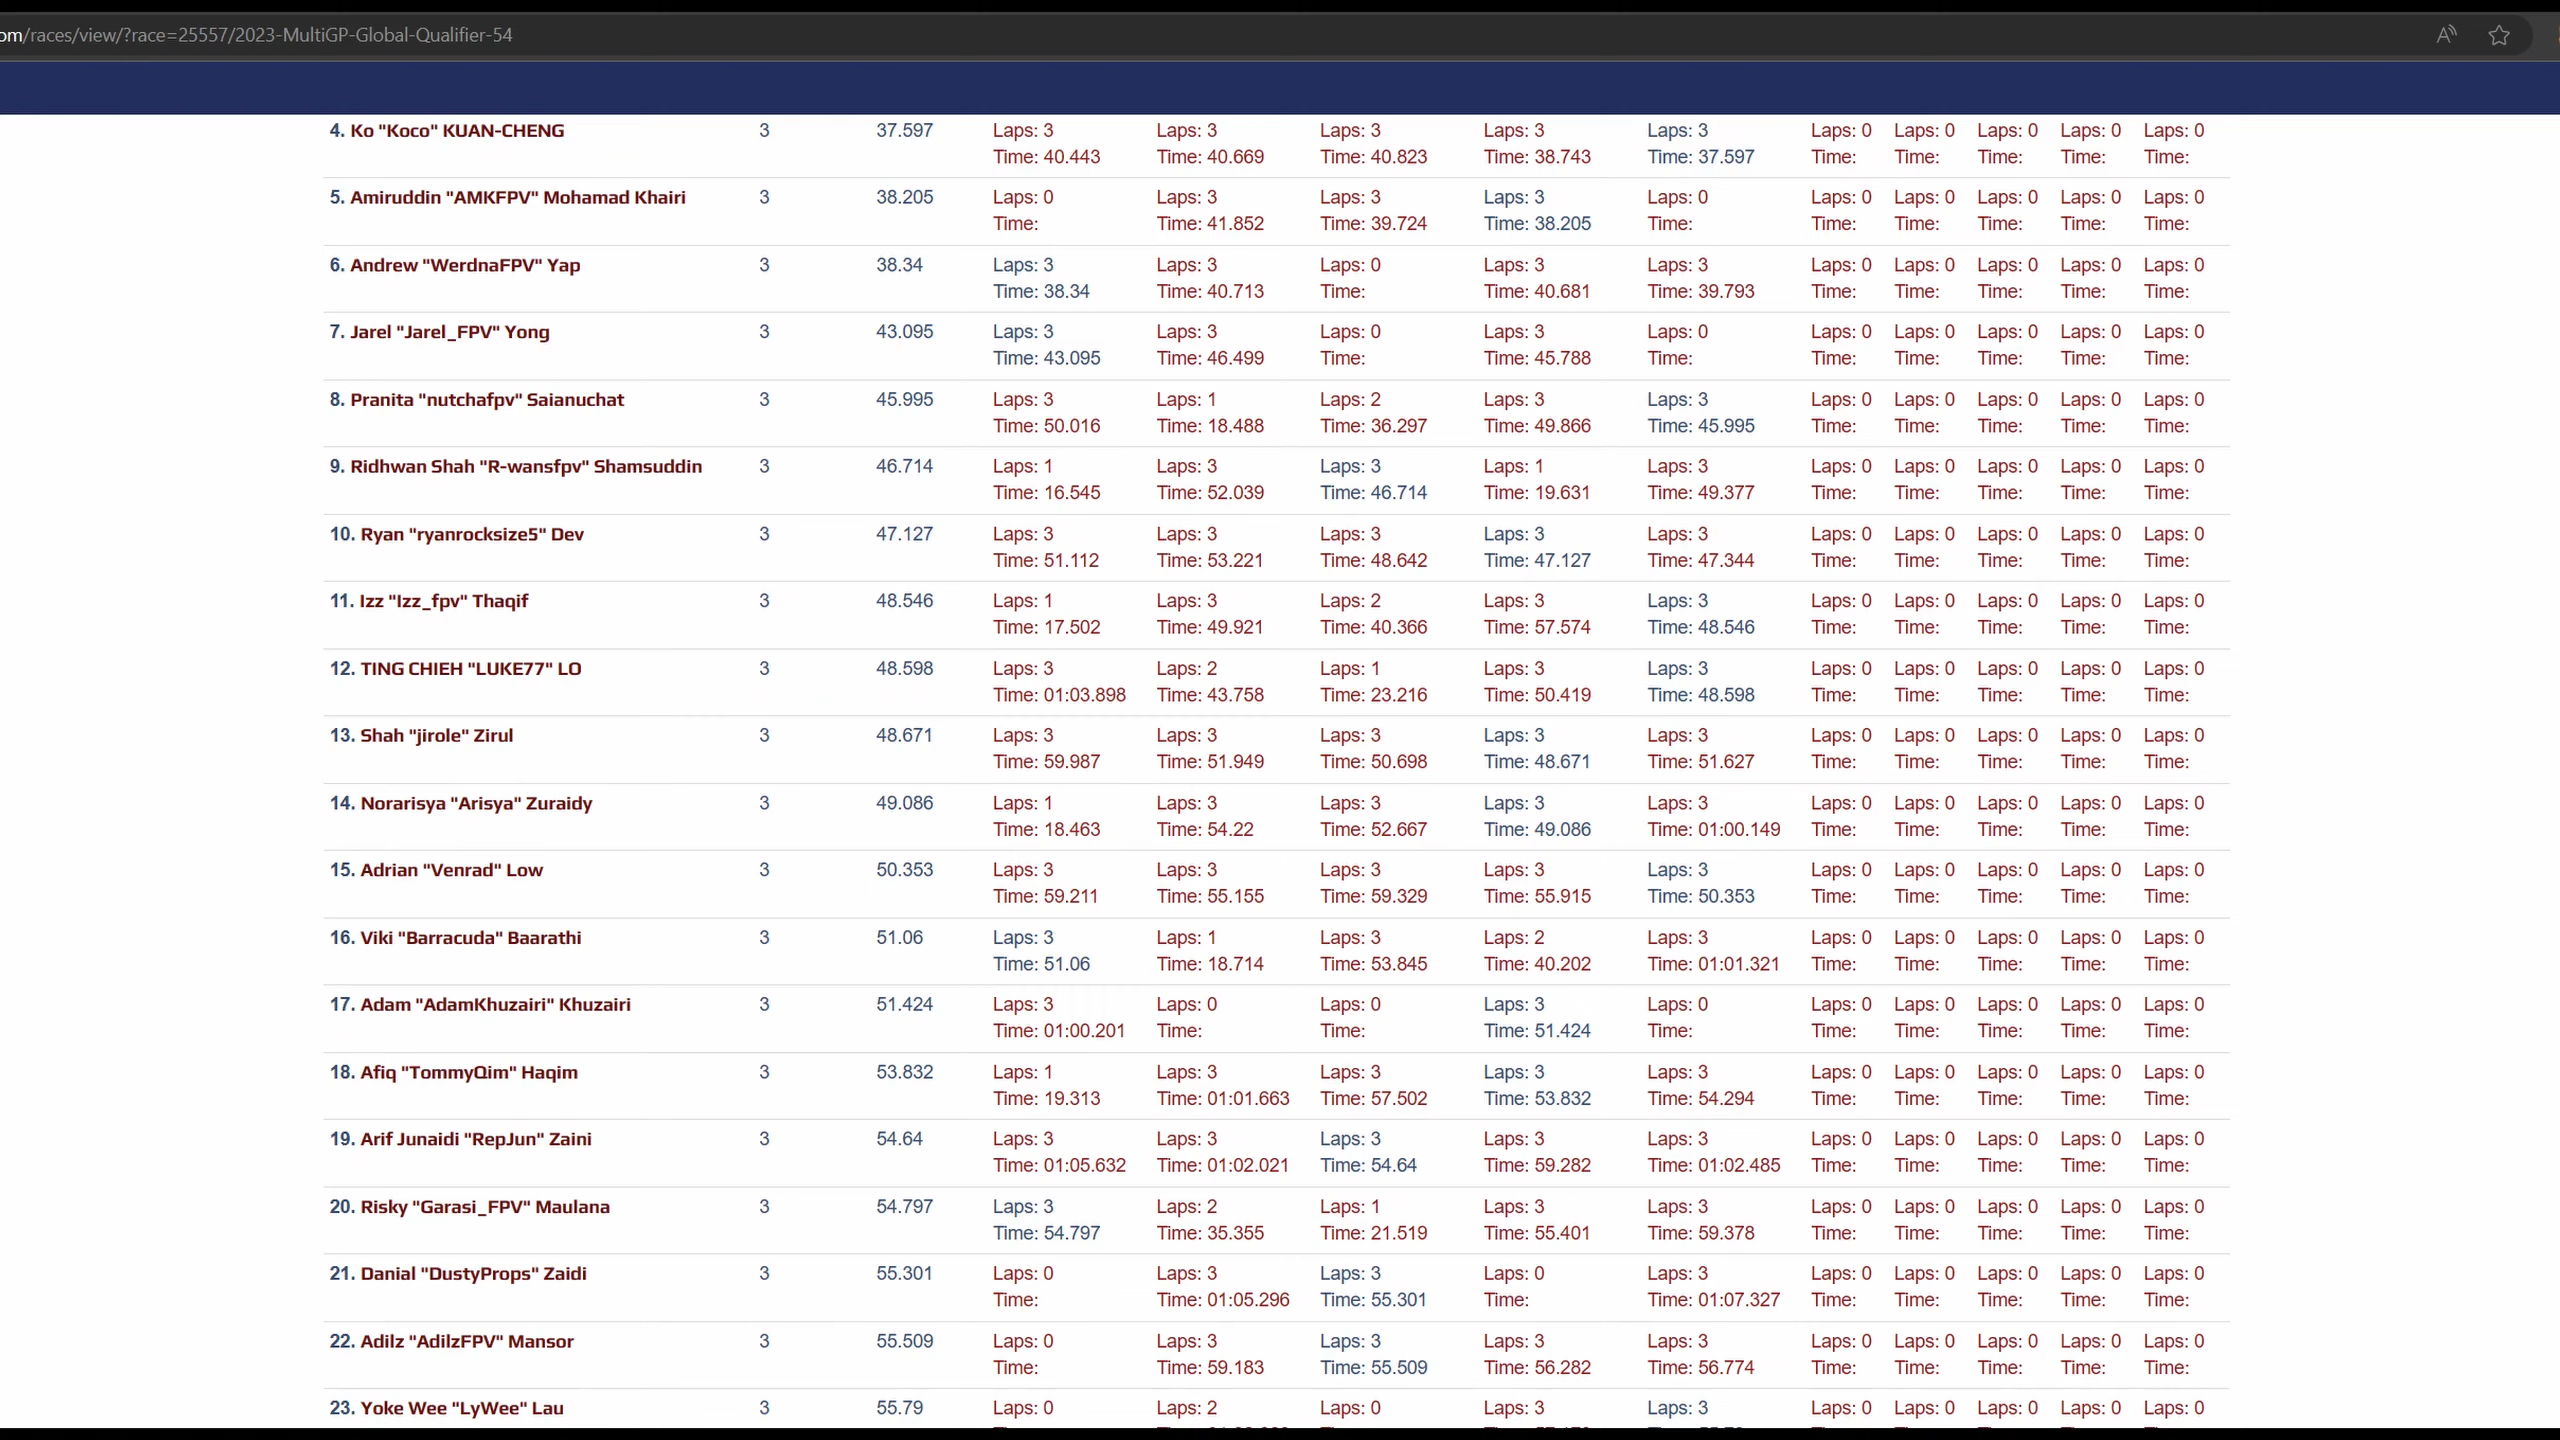 om/races/view/?race=25557/2023-MultiGP-Global-Qualifier-54
4. Ko "Koco" KUAN-CHENG 3 37.597 Laps: 3 Laps: 3 Laps: 3 Laps: 3 Laps: 3 Laps: 0 Laps: 0 Laps: 0 Laps: 0 Laps: 0
Time: 40.443 Time: 40.669 Time: 40.823 Time: 38.743 Time: 37.597 Time: Time: Time: Time: Time:
5. Amiruddin "AMKFPV" Mohamad Khairi 3 38.205 Laps: 0 Laps: 3 Laps: 3 Laps: 3 Laps: 0 Laps: 0 Laps: 0 Laps: 0 Laps: 0 Laps: 0
Time: Time: 41.852 Time: 39.724 Time: 38.205 Time: Time: Time: Time: Time: Time:
6. Andrew "WerdnaFPV" Yap 3 38.34 Laps: 3 Laps: 3 Laps: 0 Laps: 3 Laps: 3 Laps: 0 Laps: 0 Laps: 0 Laps: 0 Laps: 0
Time: 38.34 Time: 40.713 Time: Time: 40.681 Time: 39.793 Time: Time: Time: Time: Time:
7. Jarel "Jarel_FPV" Yong 3 43.095 Laps: 3 Laps: 3 Laps: 0 Laps: 3 Laps: 0 Laps: 0 Laps: 0 Laps: 0 Laps: 0 Laps: 0
Time: 43.095 Time: 46.499 Time: Time: 45.788 Time: Time: Time: Time: Time: Time:
8. Pranita "nutchafpv" Saianuchat 3 45.995 Laps: 3 Laps: 1 Laps: 2 Laps: 3 Laps: 3 Laps: 0 Laps: 0 Laps: 0 Laps: 0 Laps: 0
Time: 50.016 Time: 18.488 Time: 36.297 Time: 49.866 Time: 45.995 Time: Time: Time: Time: Time:
9. Ridhwan Shah "R-wansfpv" Shamsuddin 3 46.714 Laps: 1 Laps: 3 Laps: 3 Laps: 1 Laps: 3 Laps: 0 Laps: 0 Laps: 0 Laps: 0 Laps: 0
Time: 16.545 Time: 52.039 Time: 46.714 Time: 19.631 Time: 49.377 Time: Time: Time: Time: Time:
10. Ryan "ryanrocksize5" Dev 3 47.127 Laps: 3 Laps: 3 Laps: 3 Laps: 3 Laps: 3 Laps: 0 Laps: 0 Laps: 0 Laps: 0 Laps: 0
Time: 51.112 Time: 53.221 Time: 48.642 Time: 47.127 Time: 47.344 Time: Time: Time: Time: Time:
11. Izz "Izz_fpv" Thaqif 3 48.546 Laps: 1 Laps: 3 Laps: 2 Laps: 3 Laps: 3 Laps: 0 Laps: 0 Laps: 0 Laps: 0 Laps: 0
Time: 17.502 Time: 49.921 Time: 40.366 Time: 57.574 Time: 48.546 Time: Time: Time: Time: Time:
12. TING CHIEH "LUKE77" LO 3 48.598 Laps: 3 Laps: 2 Laps: 1 Laps: 3 Laps: 3 Laps: 0 Laps: 0 Laps: 0 Laps: 0 Laps: 0
Time: 01:03.898 Time: 43.758 Time: 23.216 Time: 50.419 Time: 48.598 Time: Time: Time: Time: Time:
13. Shah "jirole" Zirul 3 48.671 Laps: 3 Laps: 3 Laps: 3 Laps: 3 Laps: 3 Laps: 0 Laps: 0 Laps: 0 Laps: 0 Laps: 0
Time: 59.987 Time: 51.949 Time: 50.698 Time: 48.671 Time: 51.627 Time: Time: Time: Time: Time:
14. Norarisya "Arisya" Zuraidy 3 49.086 Laps: 1 Laps: 3 Laps: 3 Laps: 3 Laps: 3 Laps: 0 Laps: 0 Laps: 0 Laps: 0 Laps: 0
Time: 18.463 Time: 54.22 Time: 52.667 Time: 49.086 Time: 01:00.149 Time: Time: Time: Time: Time:
15. Adrian "Venrad" Low 3 50.353 Laps: 3 Laps: 3 Laps: 3 Laps: 3 Laps: 3 Laps: 0 Laps: 0 Laps: 0 Laps: 0 Laps: 0
Time: 59.211 Time: 55.155 Time: 59.329 Time: 55.915 Time: 50.353 Time: Time: Time: Time: Time:
16. Viki "Barracuda" Baarathi 3 51.06 Laps: 3 Laps: 1 Laps: 3 Laps: 2 Laps: 3 Laps: 0 Laps: 0 Laps: 0 Laps: 0 Laps: 0
Time: 51.06 Time: 18.714 Time: 53.845 Time: 40.202 Time: 01:01.321 Time: Time: Time: Time: Time:
17. Adam "AdamKhuzairi" Khuzairi 3 51.424 Laps: 3 Laps: 0 Laps: 0 Laps: 3 Laps: 0 Laps: 0 Laps: 0 Laps: 0 Laps: 0 Laps: 0
Time: 01:00.201 Time: Time: Time: 51.424 Time: Time: Time: Time: Time: Time:
18. Afiq "TommyQim" Haqim 3 53.832 Laps: 1 Laps: 3 Laps: 3 Laps: 3 Laps: 3 Laps: 0 Laps: 0 Laps: 0 Laps: 0 Laps: 0
Time: 19.313 Time: 01:01.663 Time: 57.502 Time: 53.832 Time: 54.294 Time: Time: Time: Time: Time:
19. Arif Junaidi "RepJun" Zaini 3 54.64 Laps: 3 Laps: 3 Laps: 3 Laps: 3 Laps: 3 Laps: 0 Laps: 0 Laps: 0 Laps: 0 Laps: 0
Time: 01:05.632 Time: 01:02.021 Time: 54.64 Time: 59.282 Time: 01:02.485 Time: Time: Time: Time: Time:
20. Risky "Garasi_FPV" Maulana 3 54.797 Laps: 3 Laps: 2 Laps: 1 Laps: 3 Laps: 3 Laps: 0 Laps: 0 Laps: 0 Laps: 0 Laps: 0
Time: 54.797 Time: 35.355 Time: 21.519 Time: 55.401 Time: 59.378 Time: Time: Time: Time: Time:
21. Danial "DustyProps" Zaidi 3 55.301 Laps: 0 Laps: 3 Laps: 3 Laps: 0 Laps: 3 Laps: 0 Laps: 0 Laps: 0 Laps: 0 Laps: 0
Time: Time: 01:05.296 Time: 55.301 Time: Time: 01:07.327 Time: Time: Time: Time: Time:
22. Adilz "AdilzFPV" Mansor 3 55.509 Laps: 0 Laps: 3 Laps: 3 Laps: 3 Laps: 3 Laps: 0 Laps: 0 Laps: 0 Laps: 0 Laps: 0
Time: Time: 59.183 Time: 55.509 Time: 56.282 Time: 56.774 Time: Time: Time: Time: Time:
23. Yoke Wee "LyWee" Lau 3 55.79 Laps: 0 Laps: 2 Laps: 0 Laps: 3 Laps: 3 Laps: 0 Laps: 0 Laps: 0 Laps: 0 Laps: 0